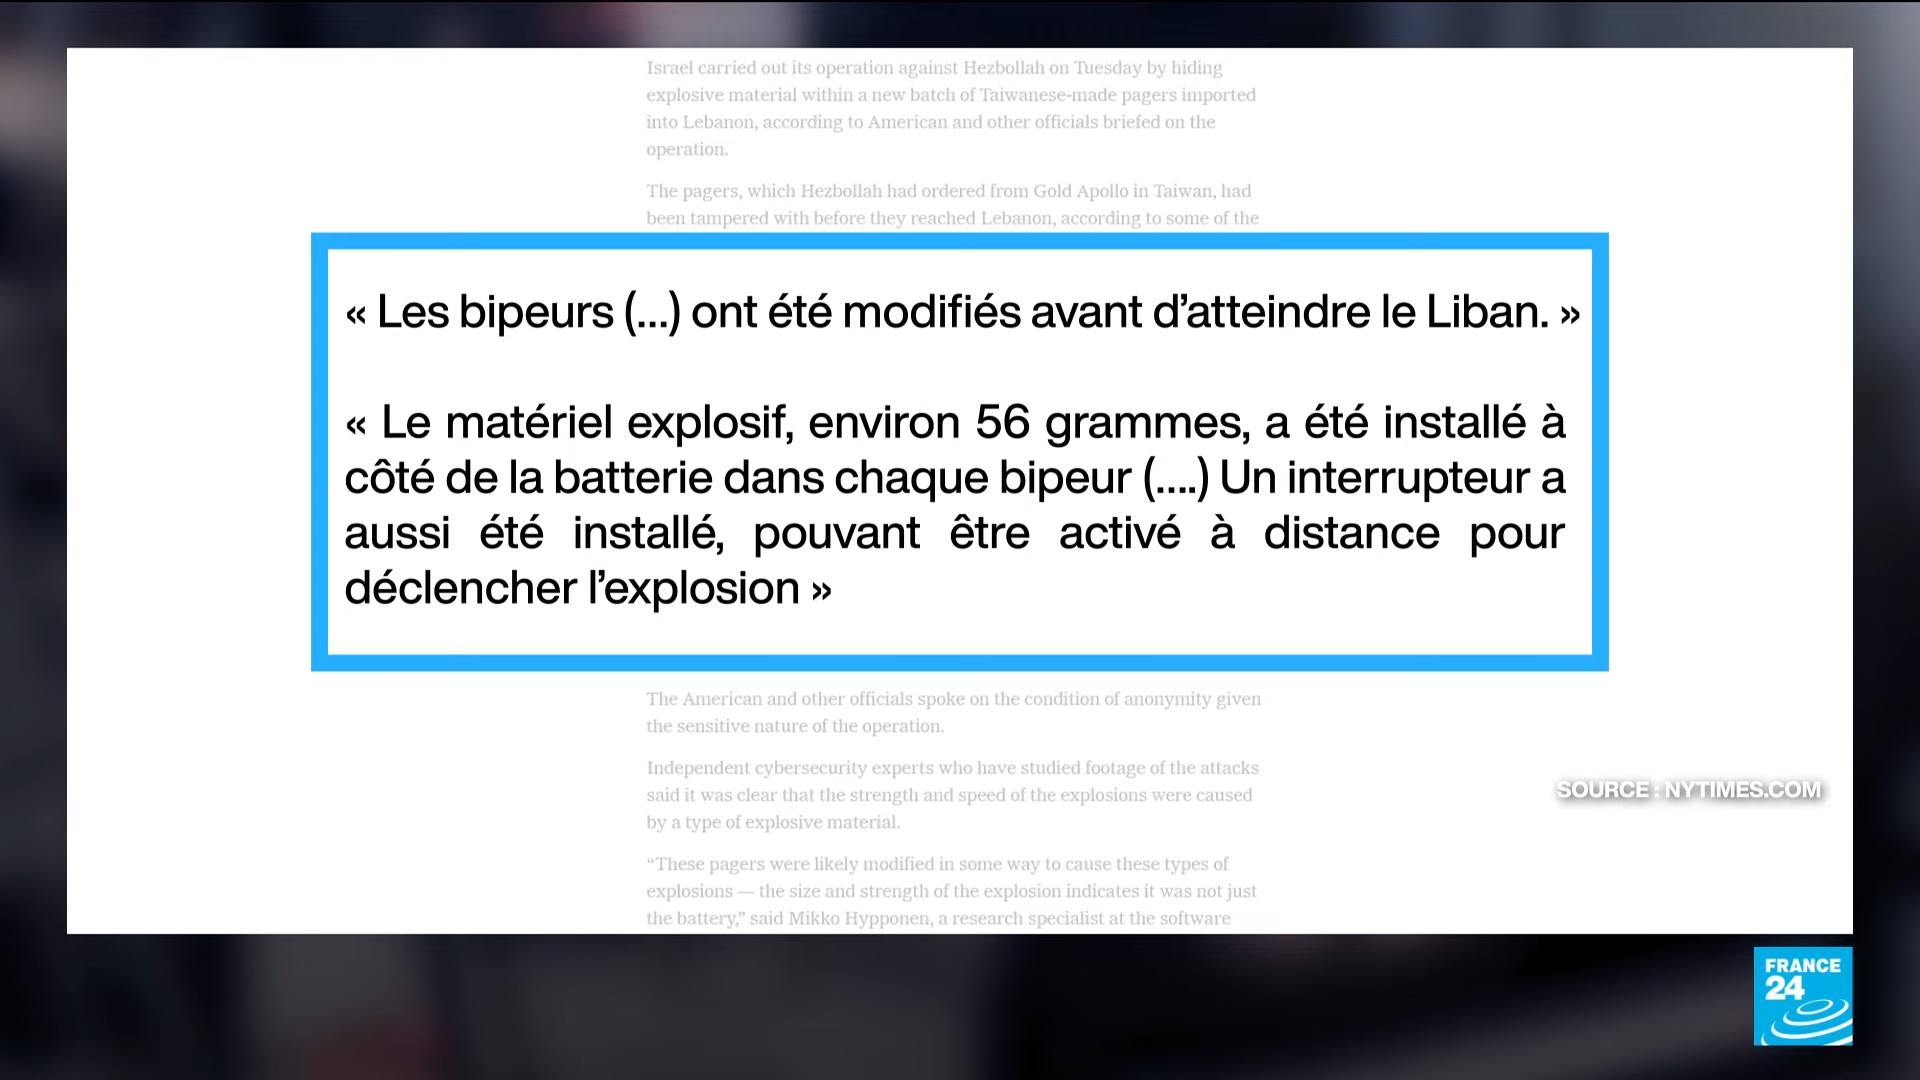 Israel carried out its operation against Hezbollah on Tuesday by hiding
explosive material within a new batch of Taiwanese-made pagers imported
into Lebanon, according to American and other officials briefed on the
operation.
The pagers, which Hezbollah had ordered from Gold Apollo in Taiwan, had
been tampered with before they reached Lebanon, according to some of the
« Les bipeurs (...) ont été modifiés avant d’atteindre le Liban. »
« Le matériel explosif, environ 56 grammes, a été installé à
côté de la batterie dans chaque bipeur (....) Un interrupteur a
aussi été installé, pouvant être activé à distance pour
déclencher l’explosion »
The American and other officials spoke on the condition of anonymity given
the sensitive nature of the operation.
Independent cybersecurity experts who have studied footage of the attacks
said it was clear that the strength and speed of the explosions were caused
by a type of explosive material.
“These pagers were likely modified in some way to cause these types of
explosions — the size and strength of the explosion indicates it was not just
the battery,” said Mikko Hypponen, a research specialist at the software
SOURCE : NYTIMES.COM
FRANCE
24